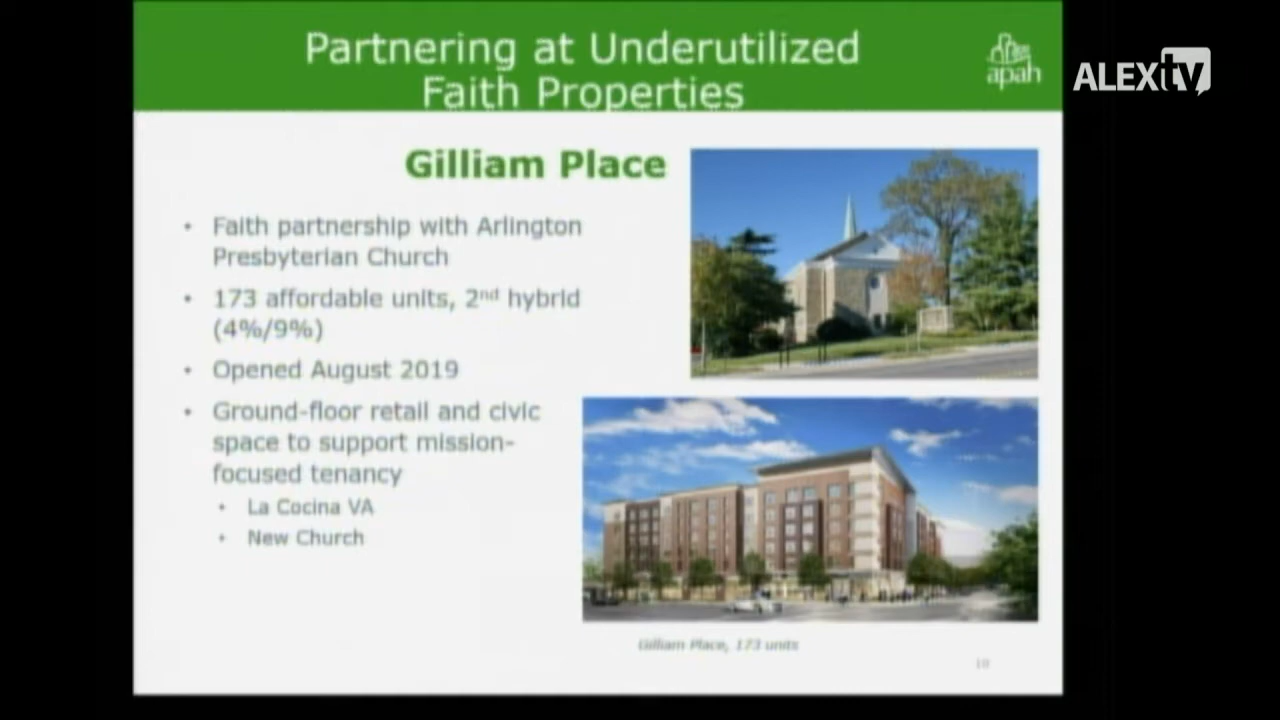 Partnering at Underutilized
Faith Properties
apah
ALEXtv
Gilliam Place
• Faith partnership with Arlington
Presbyterian Church
• 173 affordable units, 2nd hybrid
(4%/9%)
• Opened August 2019
• Ground-floor retail and civic
space to support mission-
focused tenancy
• La Cocina VA
• New Church
Gilliam Place, 173 units